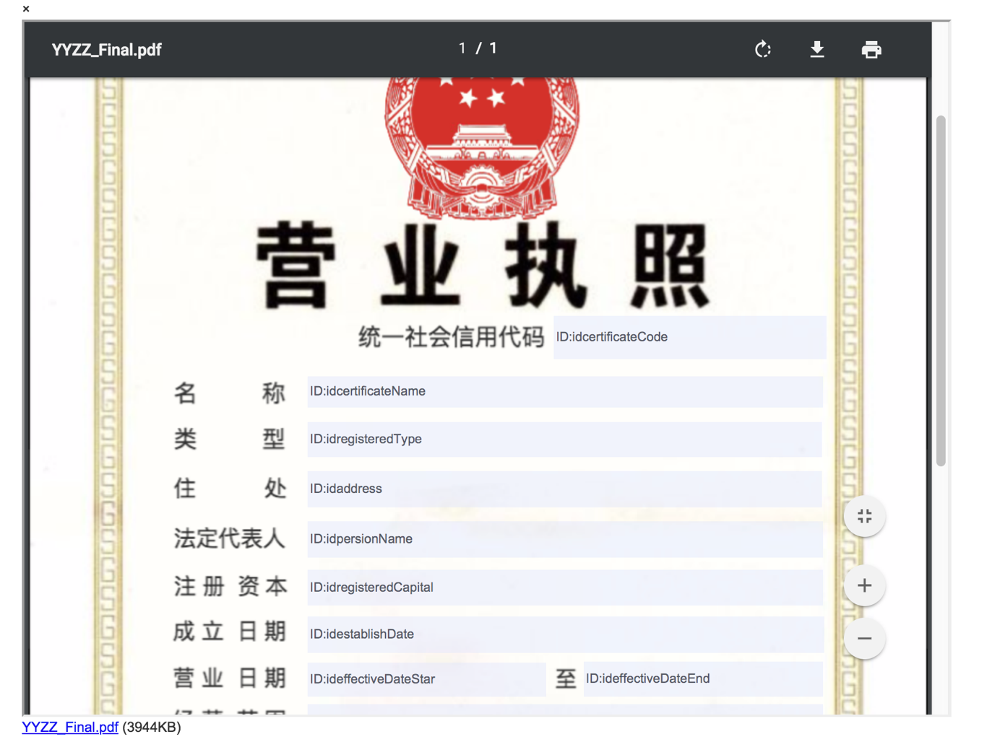 ×
YYZZ_Final.pdf
1 / 1
营业执照
统一社会信用代码 ID:idcertificateCode
名 称 ID:idcertificateName
类 型 ID:idregisteredType
住 处 ID:idaddress
法定代表人 ID:idpersionName
注册 资本 ID:idregisteredCapital
成立 日期 ID:idestablishDate
营业 日期 ID:ideffectiveDateStar 至 ID:ideffectiveDateEnd
YYZZ_Final.pdf (3944KB)